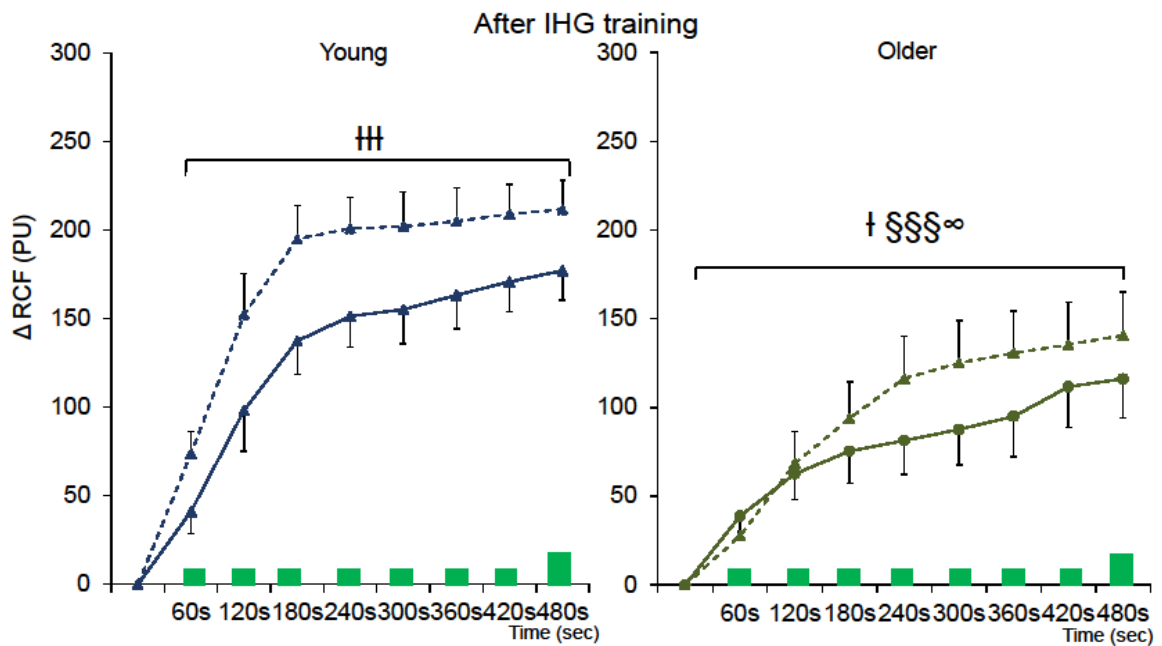 After IHG training
Young
Older
Δ RCF (PU)
300
250
200
150
100
50
0
ƗƗƗ
60s 120s 180s 240s 300s 360s 420s 480s
Time (sec)
300
250
200
150
100
50
0
Ɨ §§§∞
60s 120s 180s 240s 300s 360s 420s 480s
Time (sec)